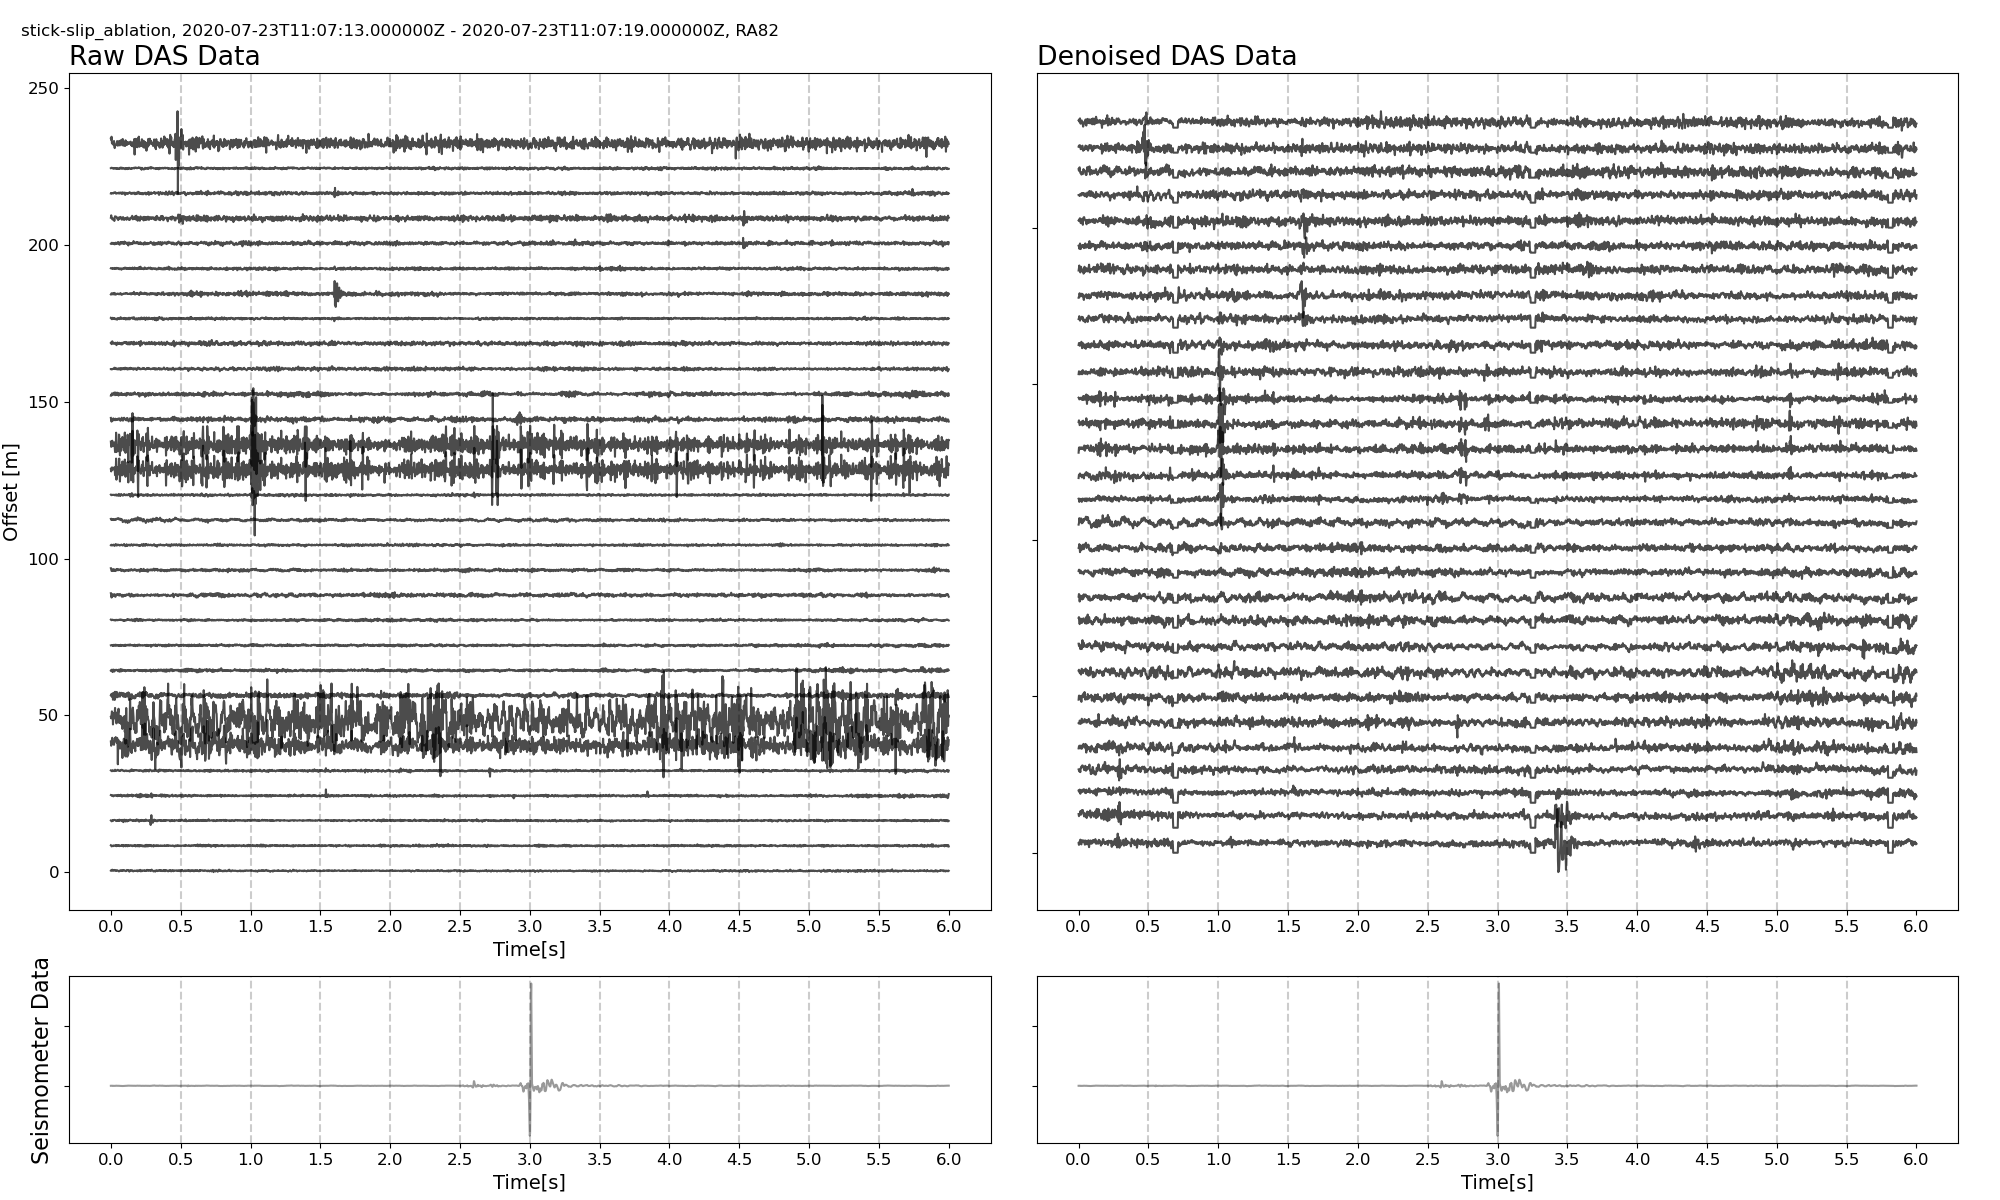 stick-slip_ablation, 2020-07-23T11:07:13.000000Z - 2020-07-23T11:07:19.000000Z, RA82
Raw DAS Data
Denoised DAS Data
250
200
150
100
50
0
Offset [m]
0.0 0.5 1.0 1.5 2.0 2.5 3.0 3.5 4.0 4.5 5.0 5.5 6.0
Time[s]
0.0 0.5 1.0 1.5 2.0 2.5 3.0 3.5 4.0 4.5 5.0 5.5 6.0
Seismometer Data
0.0 0.5 1.0 1.5 2.0 2.5 3.0 3.5 4.0 4.5 5.0 5.5 6.0
Time[s]
0.0 0.5 1.0 1.5 2.0 2.5 3.0 3.5 4.0 4.5 5.0 5.5 6.0
Time[s]